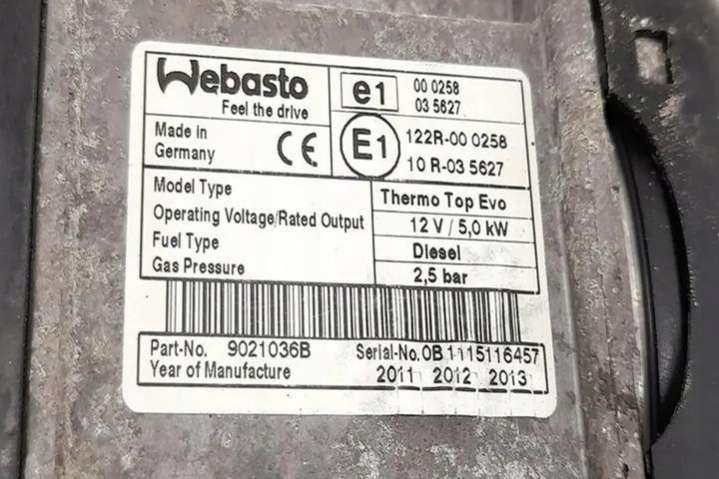 Webasto
Feel the drive
e1
00 0258
03 5627
Made in
Germany
CE
E1
122R-00 0258
10 R-03 5627
Model Type
Thermo Top Evo
Operating Voltage/Rated Output
12 V / 5,0 kW
Fuel Type
Diesel
Gas Pressure
2,5 bar
Part-No. 9021036B
Serial-No. OB 1115116457
Year of Manufacture
2011 2012 2013